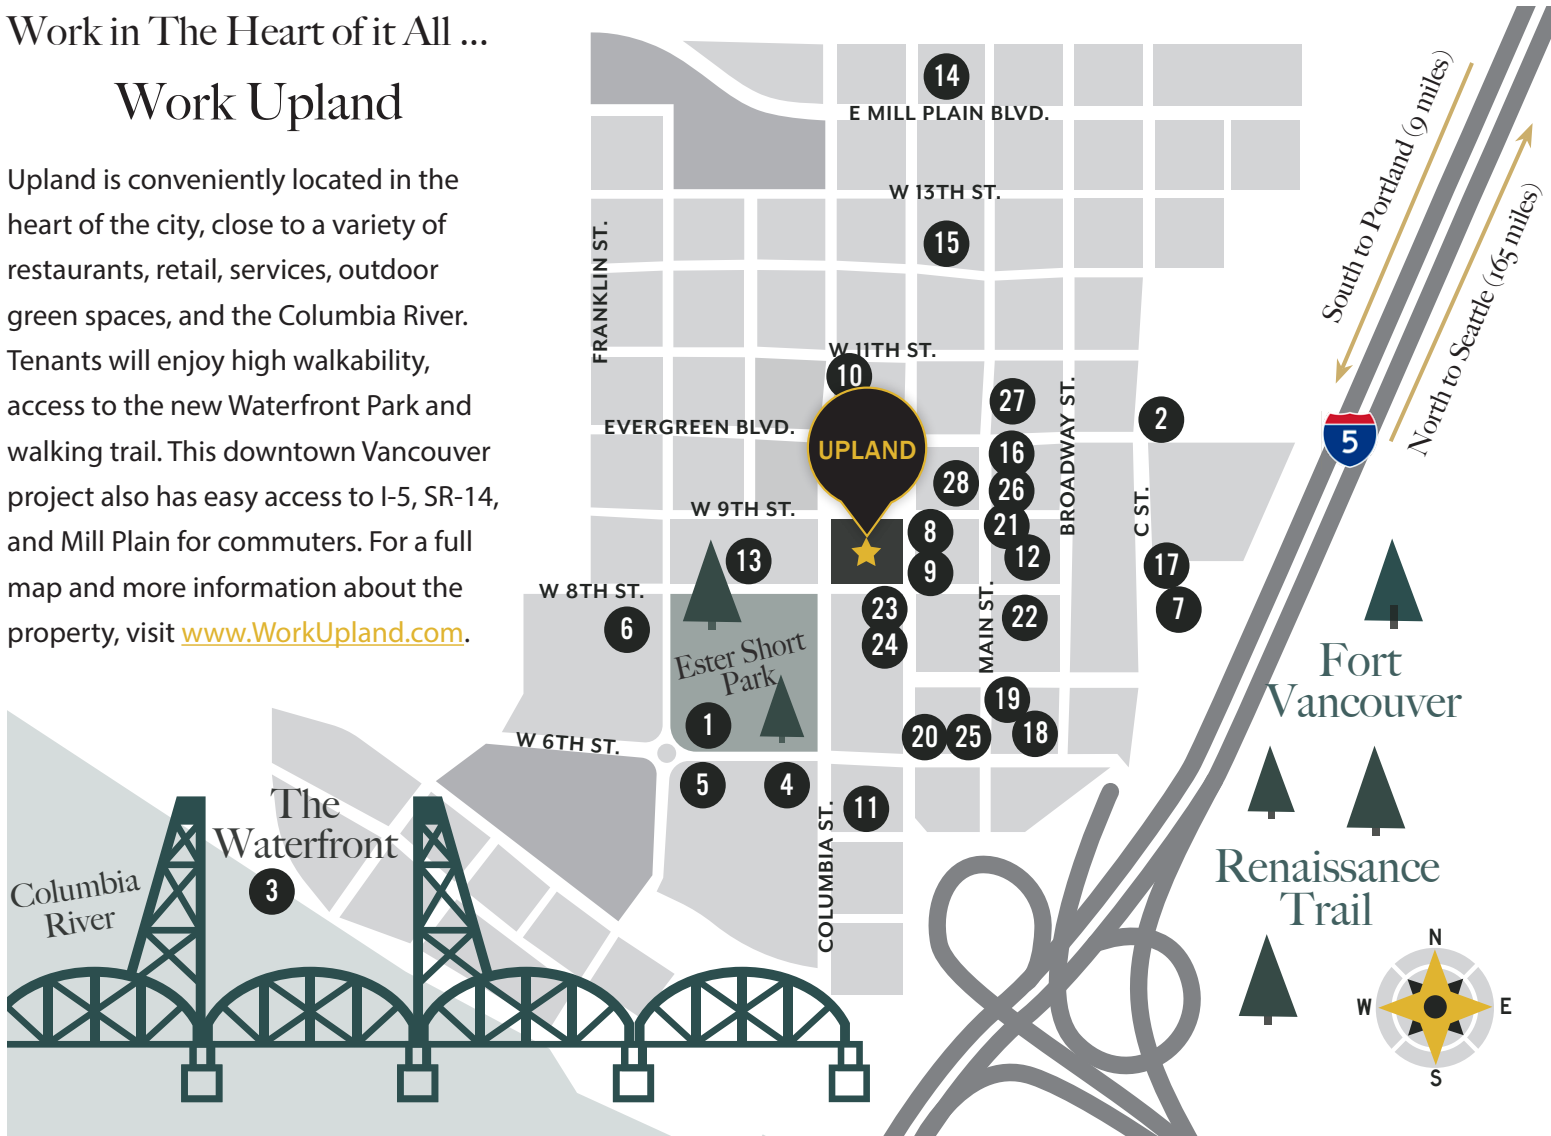 Work in The Heart of it All ...
Work Upland
Upland is conveniently located in the
heart of the city, close to a variety of
restaurants, retail, services, outdoor
green spaces, and the Columbia River.
Tenants will enjoy high walkability,
access to the new Waterfront Park and
walking trail. This downtown Vancouver
project also has easy access to I-5, SR-14,
and Mill Plain for commuters. For a full
map and more information about the
property, visit www.WorkUpland.com.
14
E MILL PLAIN BLVD.
W 13TH ST.
15
FRANKLIN ST.
W 11TH ST.
10
EVERGREEN BLVD.
UPLAND
27
BROADWAY ST.
2
16
28
26
C ST.
W 9TH ST.
8
21
13
9
12
17
W 8TH ST.
6
23
24
MAIN ST.
22
7
Ester Short
Park
1
19
20
25
18
W 6TH ST.
5
4
11
COLUMBIA ST.
The
Waterfront
3
Columbia
River
South to Portland (9 miles)
North to Seattle (165 miles)
5
Fort
Vancouver
Renaissance
Trail
N
W
E
S